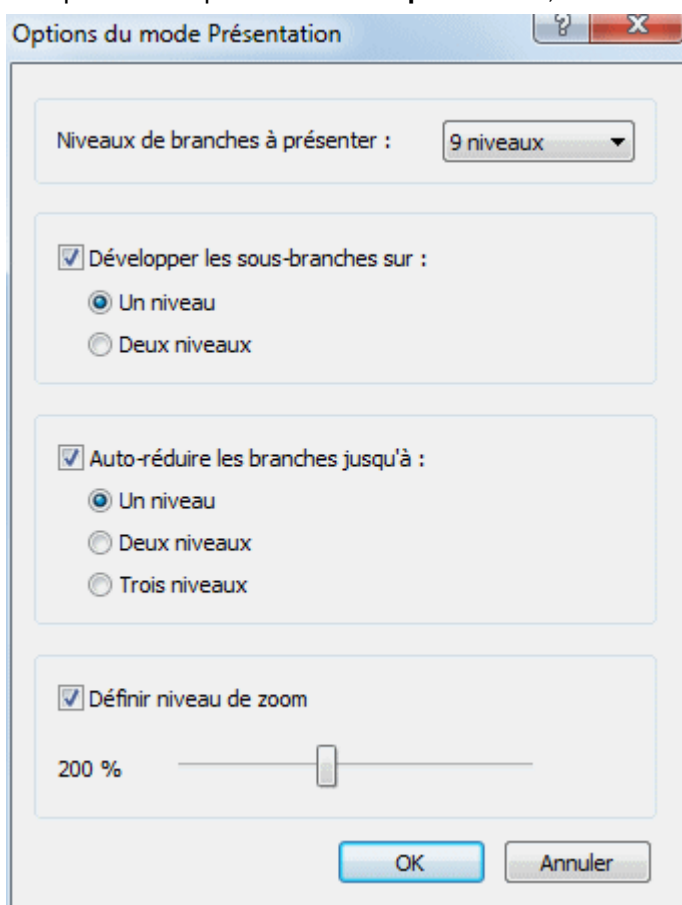 Options du mode Présentation
Niveaux de branches à présenter : 9 niveaux
Développer les sous-branches sur :
Un niveau
Deux niveaux
Auto-réduire les branches jusqu'à :
Un niveau
Deux niveaux
Trois niveaux
Définir niveau de zoom
200 %
OK Annuler